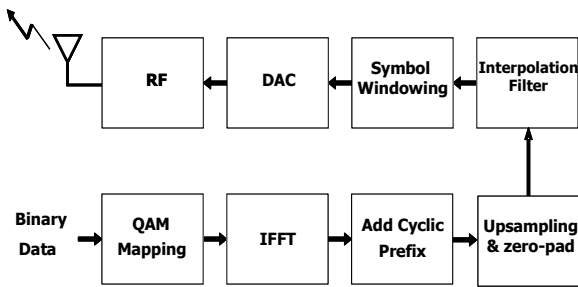 RF
DAC
Symbol
Windowing
Interpolation
Filter
Binary
Data
QAM
Mapping
IFFT
Add Cyclic
Prefix
Upsampling
& zero-pad